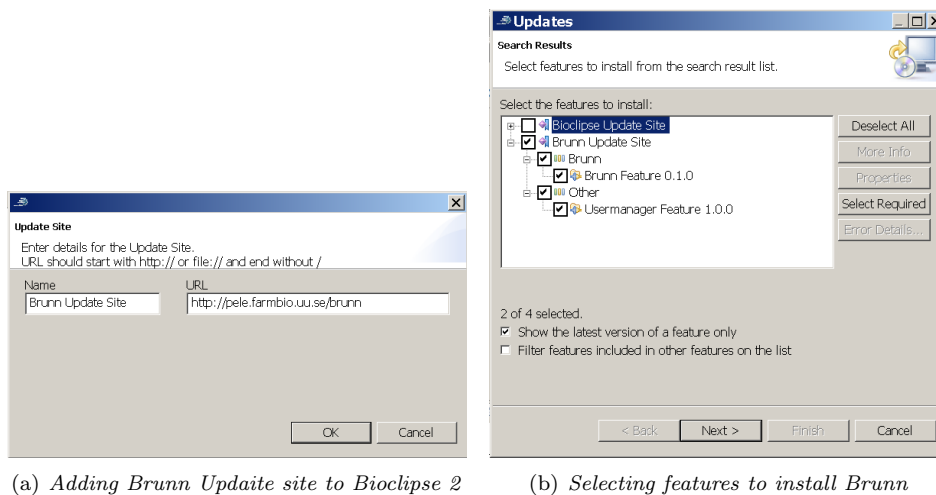 Update Site
Enter details for the Update Site.
URL should start with http:// or file:// and end without /
Name
URL
Brunn Update Site
http://pele.farmbio.uu.se/brunn
OK
Cancel
(a) Adding Brunn Updaite site to Bioclipse 2
Updates
Search Results
Select features to install from the search result list.
Select the features to install:
Bioclipse Update Site
Brunn Update Site
Brunn
Brunn Feature 0.1.0
Other
Usermanager Feature 1.0.0
Deselect All
More Info
Properties
Select Required
Error Details...
2 of 4 selected.
Show the latest version of a feature only
Filter features included in other features on the list
< Back
Next >
Finish
Cancel
(b) Selecting features to install Brunn